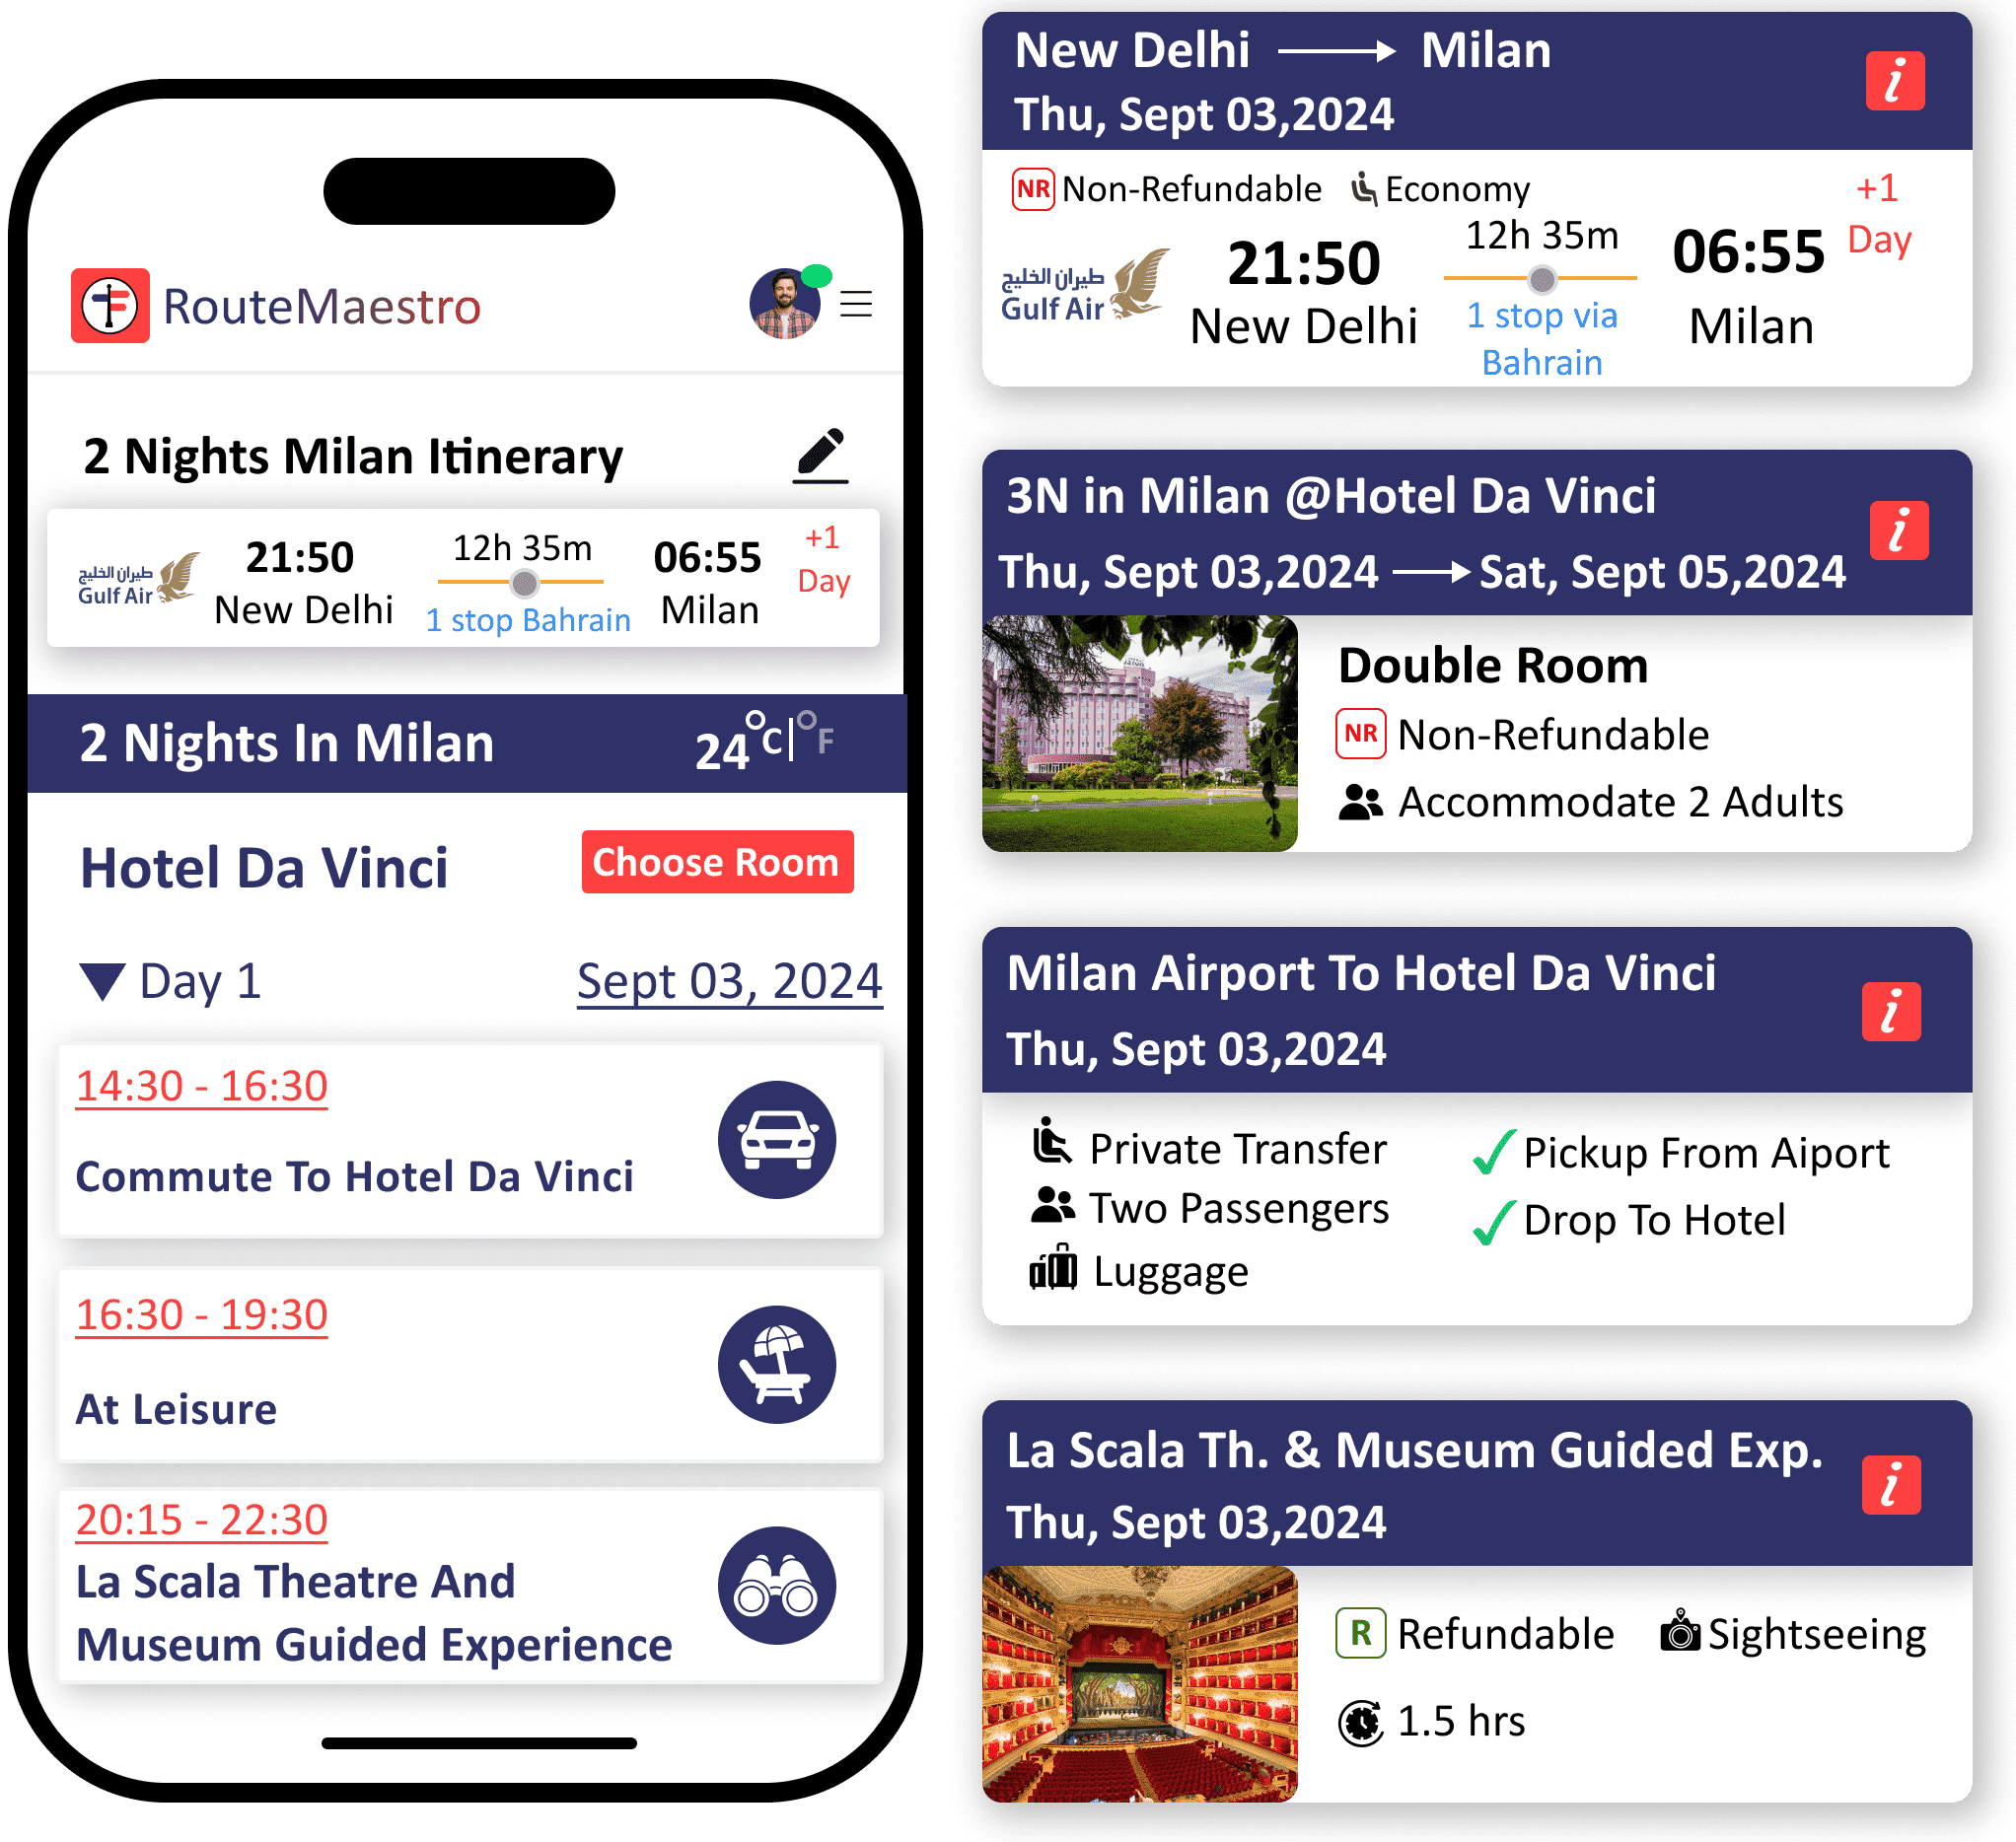 RouteMaestro
2 Nights Milan Itinerary
طيران الخليج
Gulf Air
21:50
New Delhi
12h 35m
1 stop Bahrain
06:55
Milan
+1
Day
2 Nights In Milan
24°C|°F
Hotel Da Vinci
Choose Room
Day 1
Sept 03, 2024
14:30 - 16:30
Commute To Hotel Da Vinci
16:30 - 19:30
At Leisure
20:15 - 22:30
La Scala Theatre And
Museum Guided Experience
New Delhi → Milan
Thu, Sept 03,2024
i
NR Non-Refundable Economy
+1
Day
طيران الخليج
Gulf Air
21:50
New Delhi
12h 35m
1 stop via
Bahrain
06:55
Milan
3N in Milan @Hotel Da Vinci
Thu, Sept 03,2024 → Sat, Sept 05,2024
i
Double Room
NR Non-Refundable
Accommodate 2 Adults
Milan Airport To Hotel Da Vinci
Thu, Sept 03,2024
i
Private Transfer
Two Passengers
Luggage
Pickup From Aiport
Drop To Hotel
La Scala Th. & Museum Guided Exp.
Thu, Sept 03,2024
i
R Refundable
Sightseeing
1.5 hrs